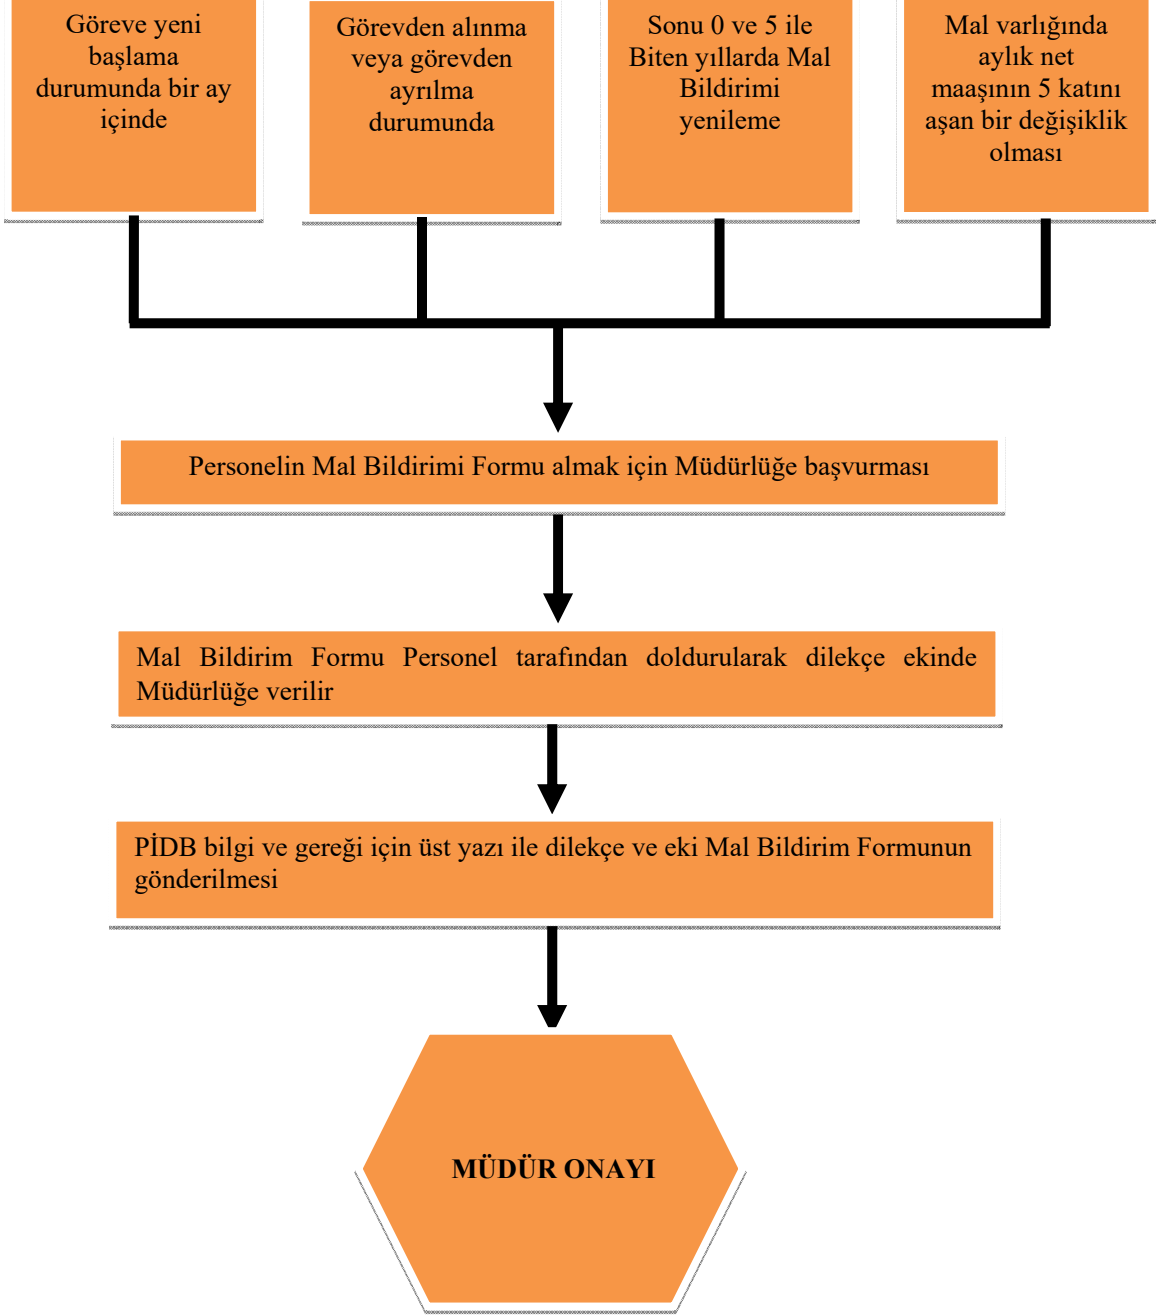 Göreve yeni
başlama
durumunda bir ay
içinde
Görevden alınma
veya görevden
ayrılma
durumunda
Sonu 0 ve 5 ile
Biten yıllarda Mal
Bildirimi
yenileme
Mal varlığında
aylık net
maaşının 5 katını
aşan bir değişiklik
olması
Personelin Mal Bildirimi Formu almak için Müdürlüğe başvurması
Mal Bildirim Formu Personel tarafından doldurularak dilekçe ekinde
Müdürlüğe verilir
PİDB bilgi ve gereği için üst yazı ile dilekçe ve eki Mal Bildirim Formunun
gönderilmesi
MÜDÜR ONAYI